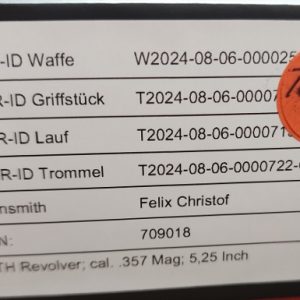 R-ID Waffe W2024-08-06-000025
R-ID Griffstück T2024-08-06-00007
R-ID Lauf T2024-08-06-0000719
R-ID Trommel T2024-08-06-0000722-
nsmith Felix Christof
N: 709018
TH Revolver; cal. .357 Mag; 5,25 Inch